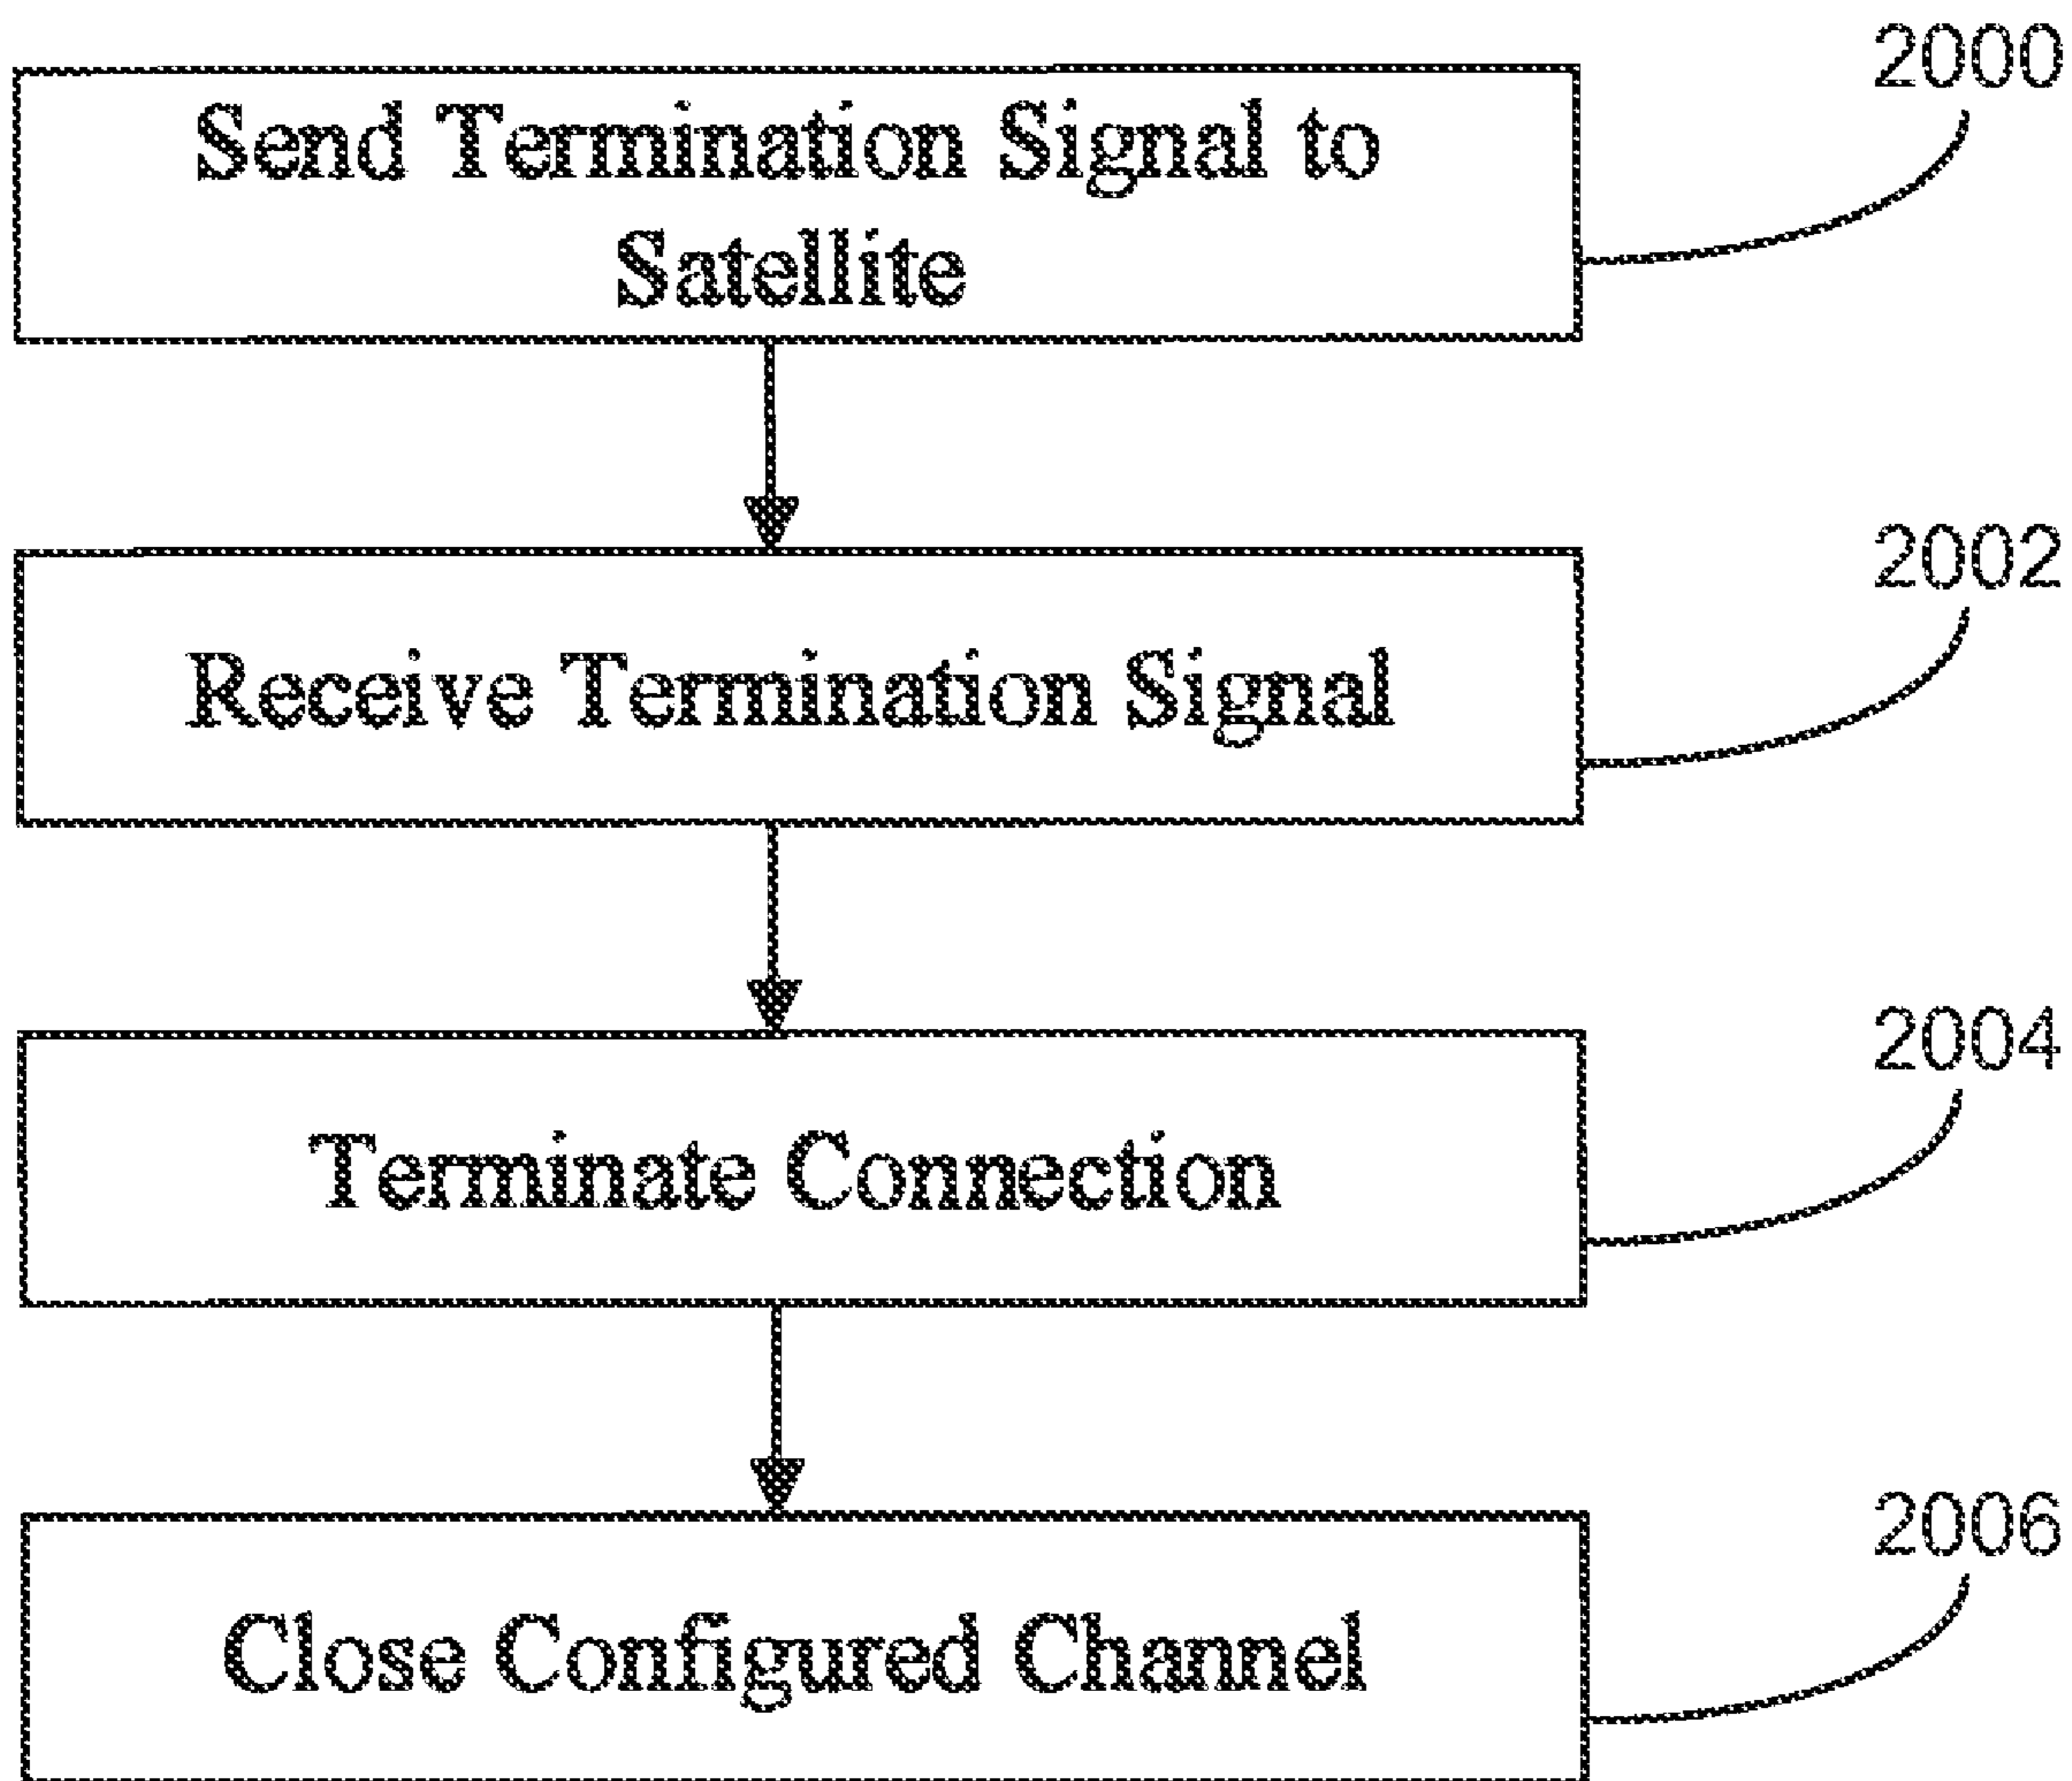 2000
Send Termination Signal to
Satellite
2002
Receive Termination Signal
2004
Terminate Connection
2006
Close Configured Channel